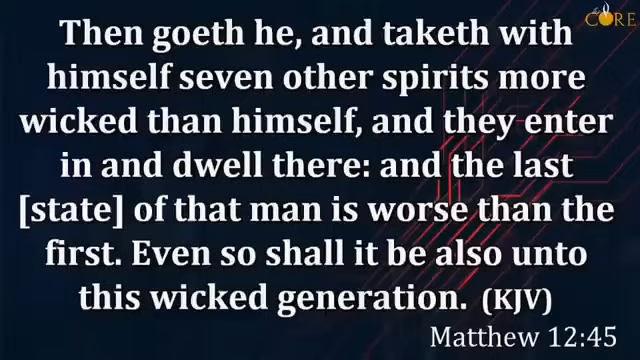 the CORE
Then goeth he, and taketh with
himself seven other spirits more
wicked than himself, and they enter
in and dwell there: and the last
[state] of that man is worse than the
first. Even so shall it be also unto
this wicked generation. (KJV)
Matthew 12:45